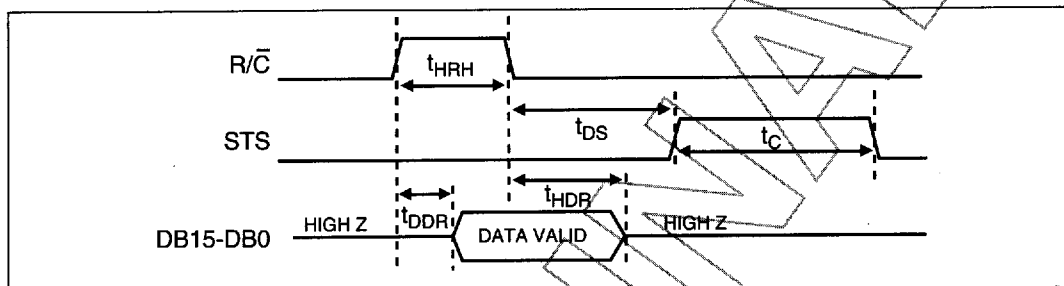 R/C̅
tHRH
tDS
STS
tC
tHDR
tDDR
HIGH Z
DATA VALID
HIGH Z
DB15-DB0